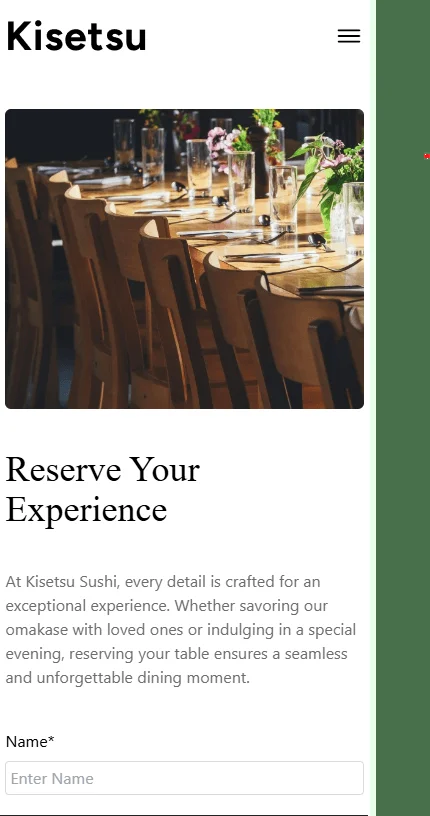 Kisetsu
Reserve Your
Experience
At Kisetsu Sushi, every detail is crafted for an
exceptional experience. Whether savoring our
omakase with loved ones or indulging in a special
evening, reserving your table ensures a seamless
and unforgettable dining moment.
Name*
Enter Name